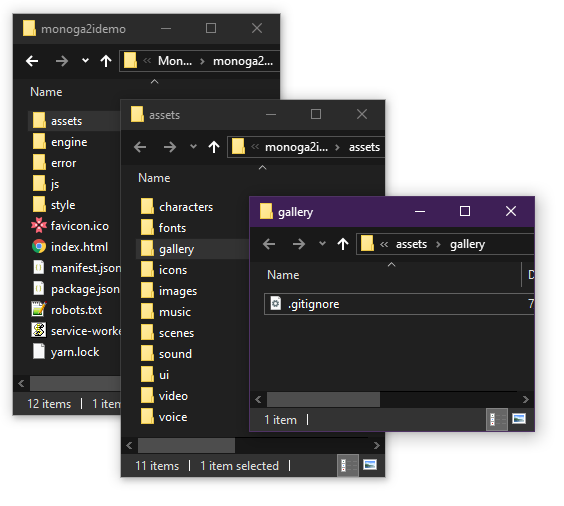 monoga2idemo
Mon... monoga2...
Name
assets
engine
error
js
style
favicon.ico
index.html
manifest.json
package.json
robots.txt
service-worke
yarn.lock
12 items 1 item
assets
monoga2i... assets
Name
characters
fonts
gallery
icons
images
music
scenes
sound
ui
video
voice
11 items 1 item selected
gallery
assets gallery
Name D
.gitignore 7
1 item